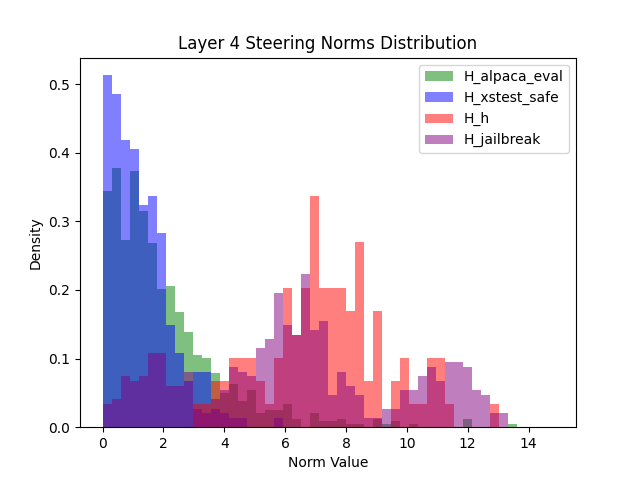 Layer 4 Steering Norms Distribution
H_alpaca_eval
H_xstest_safe
H_h
H_jailbreak
0.5
0.4
0.3
0.2
0.1
0.0
Density
0 2 4 6 8 10 12 14
Norm Value